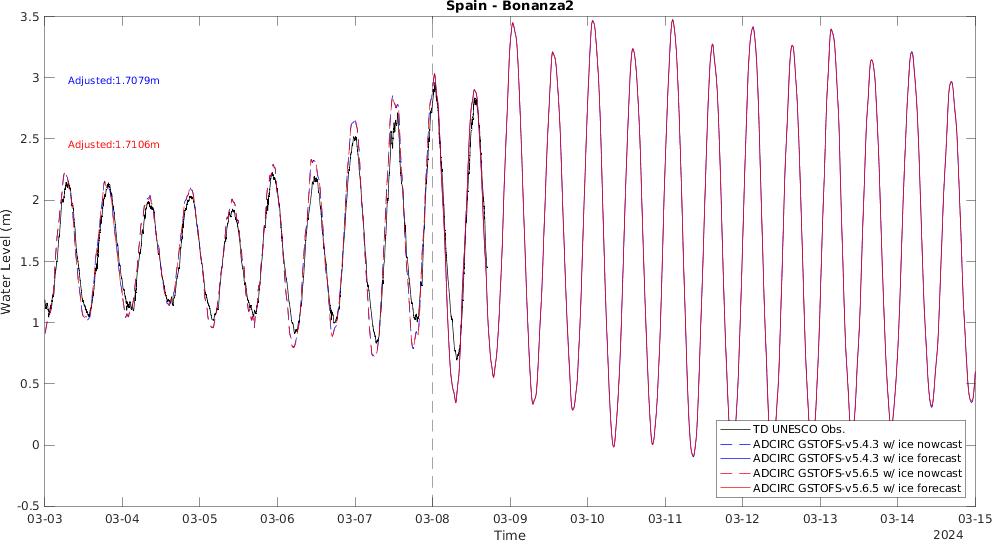 Spain - Bonanza2
3.5
3
2.5
2
1.5
1
0.5
0
-0.5
Water Level (m)
Adjusted:1.7079m
Adjusted:1.7106m
TD UNESCO Obs.
ADCIRC GSTOFS-v5.4.3 w/ ice nowcast
ADCIRC GSTOFS-v5.4.3 w/ ice forecast
ADCIRC GSTOFS-v5.6.5 w/ ice nowcast
ADCIRC GSTOFS-v5.6.5 w/ ice forecast
03-03 03-04 03-05 03-06 03-07 03-08 03-09 03-10 03-11 03-12 03-13 03-14 03-15
Time
2024